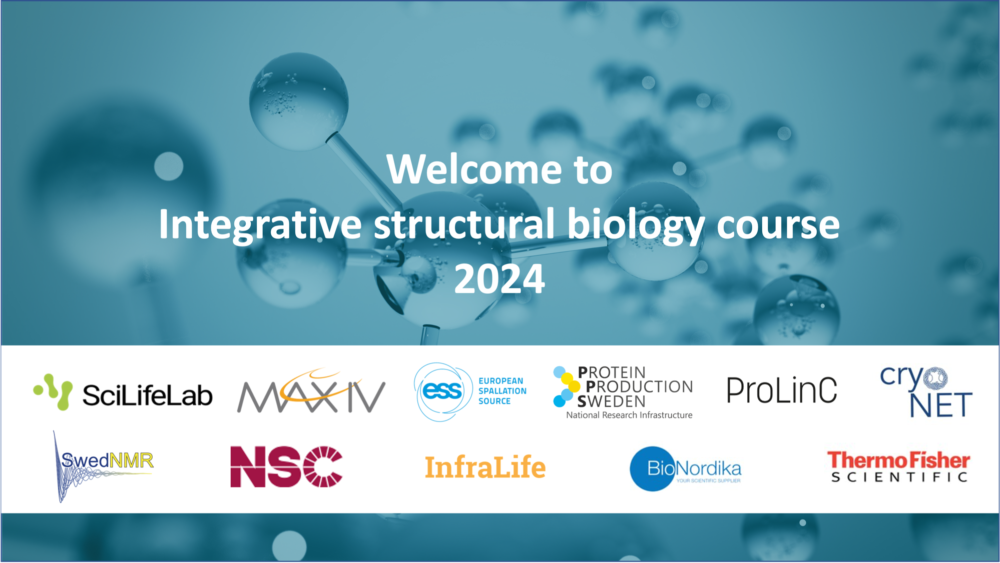 Welcome to
Integrative structural biology course
2024
SciLifeLab
MAX IV
ess
EUROPEAN
SPALLATION
SOURCE
PROTEIN
PRODUCTION
SWEDEN
National Research Infrastructure
ProLinC
cryo
NET
SwedNMR
NSC
InfraLife
BioNordika
YOUR SCIENTIFIC SUPPLIER
ThermoFisher
SCIENTIFIC